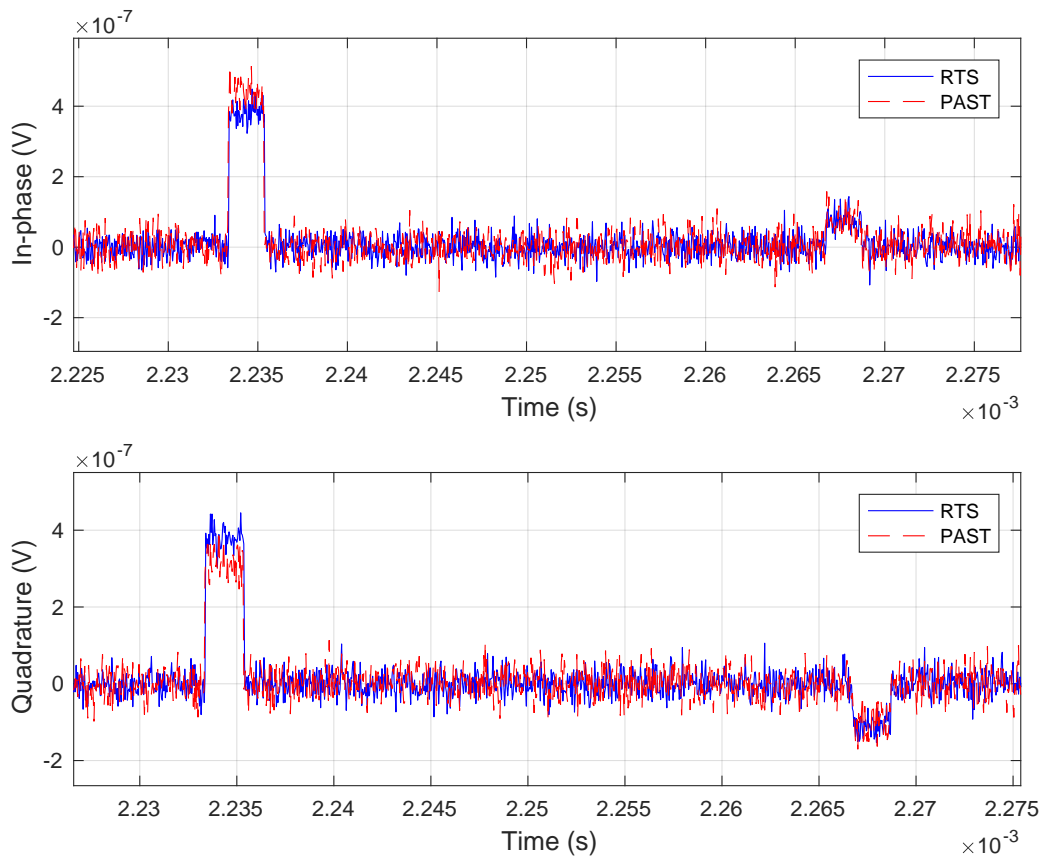 ×10-7
RTS
PAST
4
2
0
-2
In-phase (V)
2.225 2.23 2.235 2.24 2.245 2.25 2.255 2.26 2.265 2.27 2.275
Time (s)
×10-3
×10-7
RTS
PAST
4
2
0
-2
Quadrature (V)
2.23 2.235 2.24 2.245 2.25 2.255 2.26 2.265 2.27 2.275
Time (s)
×10-3